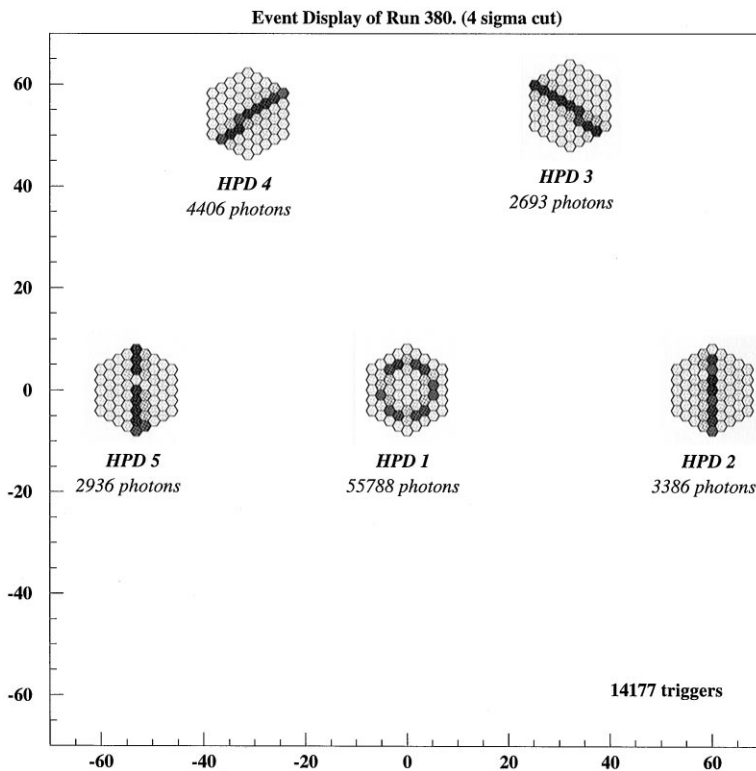 Event Display of Run 380. (4 sigma cut)
60
40
20
0
-20
-40
-60
HPD 4
4406 photons
HPD 3
2693 photons
HPD 5
2936 photons
HPD 1
55788 photons
HPD 2
3386 photons
14177 triggers
-60
-40
-20
0
20
40
60